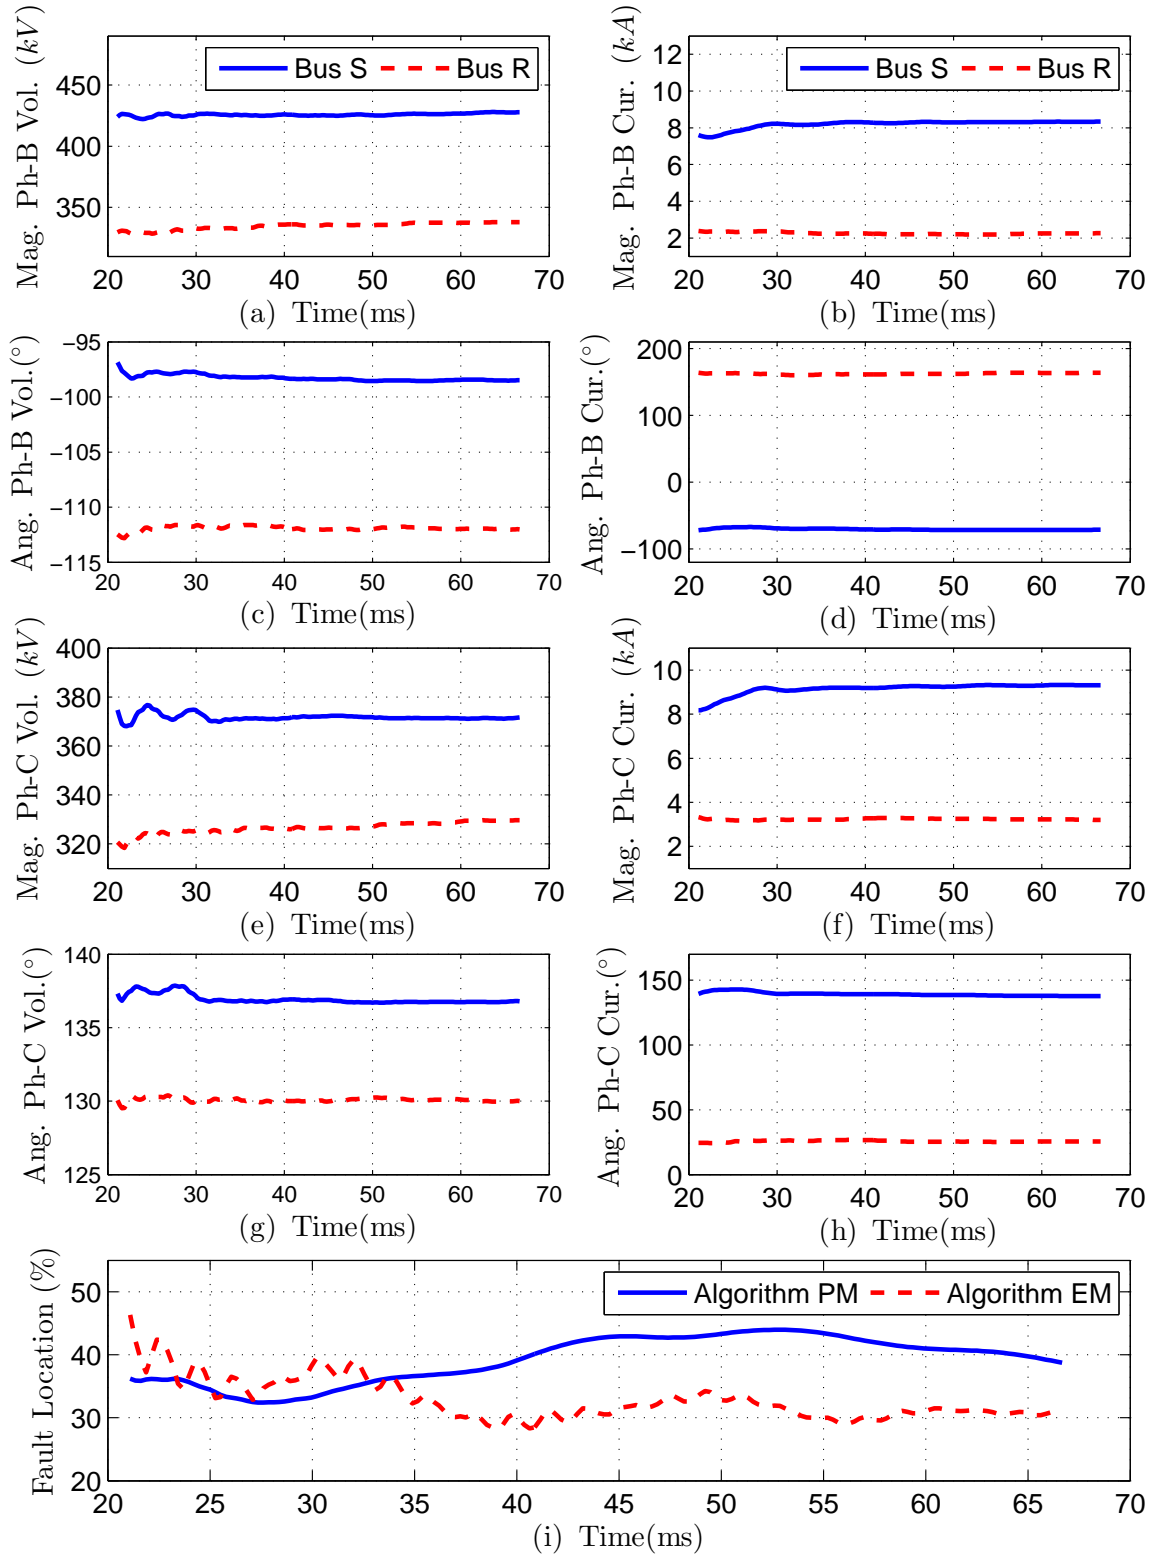 Mag. Ph-B Vol. (kV)
450
400
350
Bus S Bus R
20 30 40 50 60 70
(a) Time(ms)
Mag. Ph-B Cur. (kA)
12
10
8
6
4
2
Bus S Bus R
20 30 40 50 60 70
(b) Time(ms)
Ang. Ph-B Vol.(°)
−95
−100
−105
−110
−115
20 30 40 50 60 70
(c) Time(ms)
Ang. Ph-B Cur.(°)
200
100
0
−100
20 30 40 50 60 70
(d) Time(ms)
Mag. Ph-C Vol. (kV)
400
380
360
340
320
20 30 40 50 60 70
(e) Time(ms)
Mag. Ph-C Cur. (kA)
10
8
6
4
2
20 30 40 50 60 70
(f) Time(ms)
Ang. Ph-C Vol.(°)
140
135
130
125
20 30 40 50 60 70
(g) Time(ms)
Ang. Ph-C Cur.(°)
150
100
50
0
20 30 40 50 60 70
(h) Time(ms)
Fault Location (%)
50
40
30
20
Algorithm PM Algorithm EM
20 25 30 35 40 45 50 55 60 65 70
(i) Time(ms)